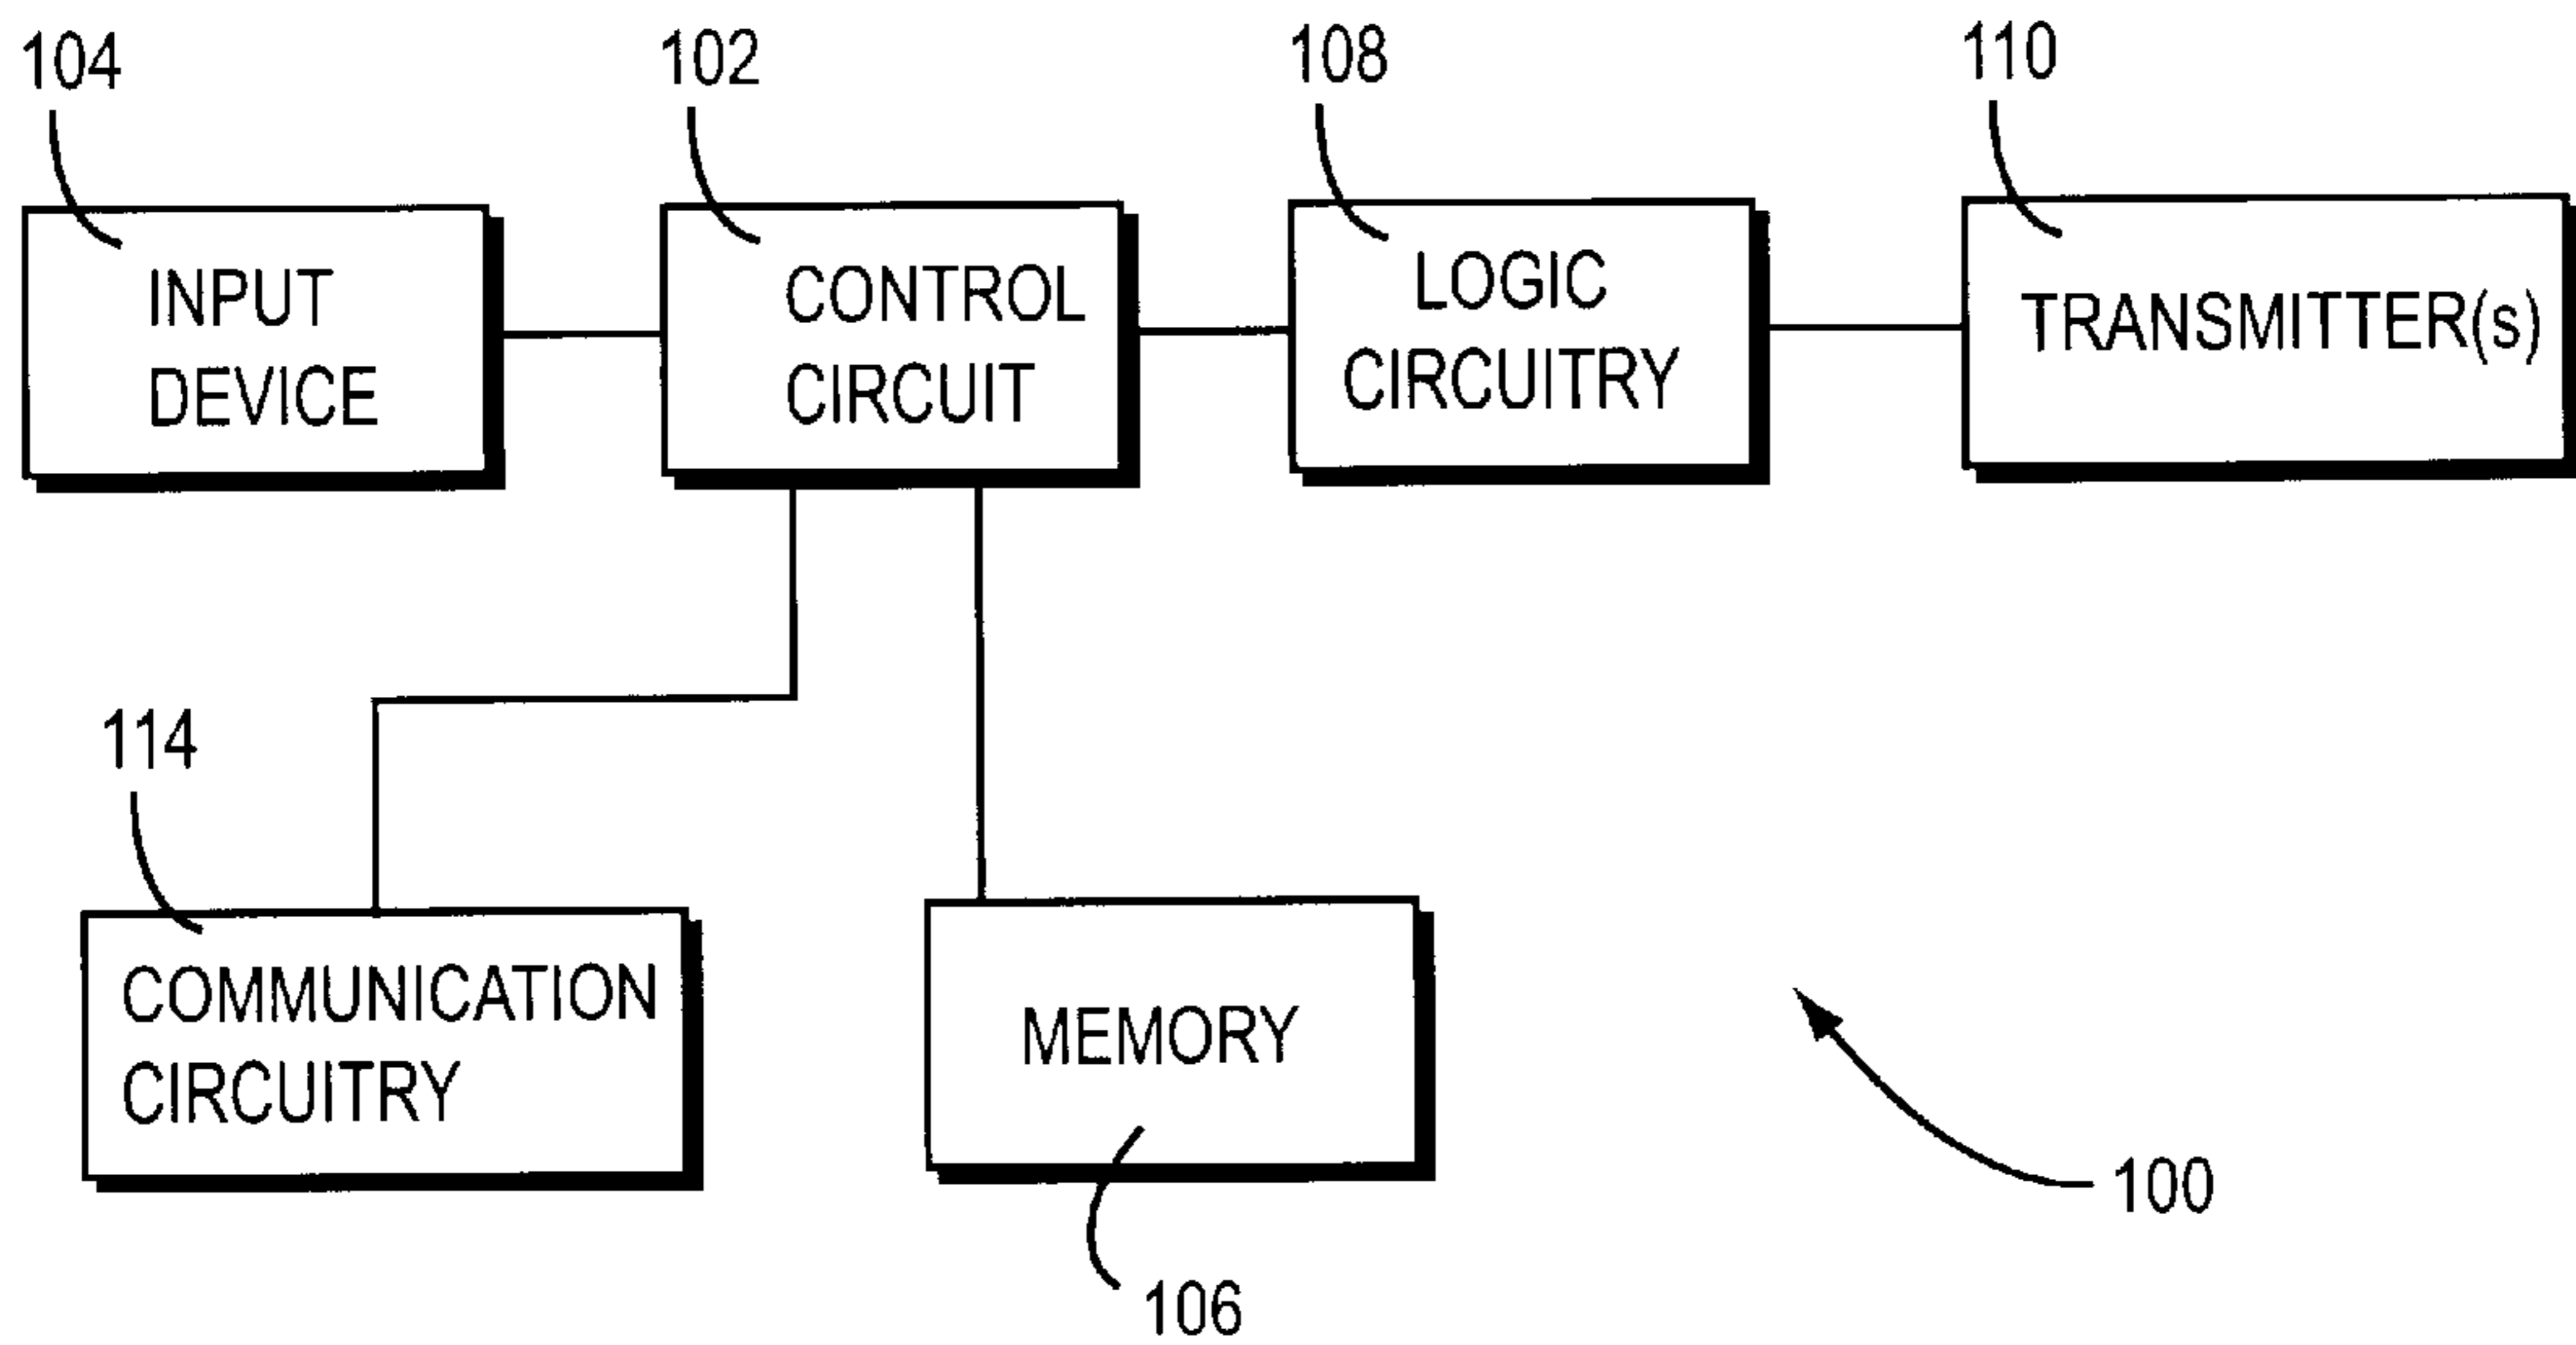 104
102
108
110
INPUT
DEVICE
CONTROL
CIRCUIT
LOGIC
CIRCUITRY
TRANSMITTER(s)
114
COMMUNICATION
CIRCUITRY
MEMORY
100
106